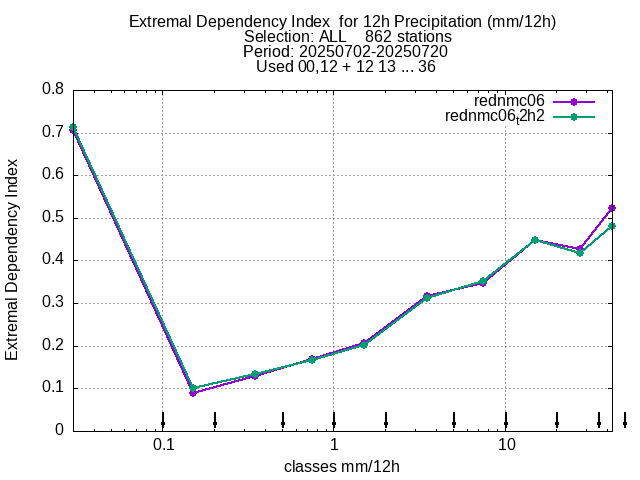 Extremal Dependency Index  for 12h Precipitation (mm/12h)
Selection: ALL    862 stations
Period: 20250702-20250720
Used 00,12 + 12 13 ... 36
rednmc06
rednmc06_t2h2
0.8
0.7
0.6
0.5
0.4
0.3
0.2
0.1
0
Extremal Dependency Index
0.1 1 10
classes mm/12h